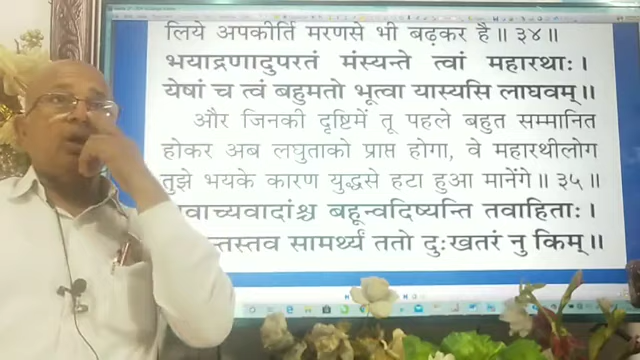 लिये अपकीर्ति मरणसे भी बढ़कर है॥ ३४॥
भयाद्रणादुपरतं मंस्यन्ते त्वां महारथाः।
येषां च त्वं बहुमतो भूत्वा यास्यसि लाघवम्॥
और जिनकी दृष्टिमें तू पहले बहुत सम्मानित
होकर अब लघुताको प्राप्त होगा, वे महारथीलोग
तुझे भयके कारण युद्धसे हटा हुआ मानेंगे॥ ३५॥
वाच्यवादांश्च बहून्वदिष्यन्ति तवाहिताः।
न्तस्तव सामर्थ्यं ततो दुःखतरं नु किम्॥